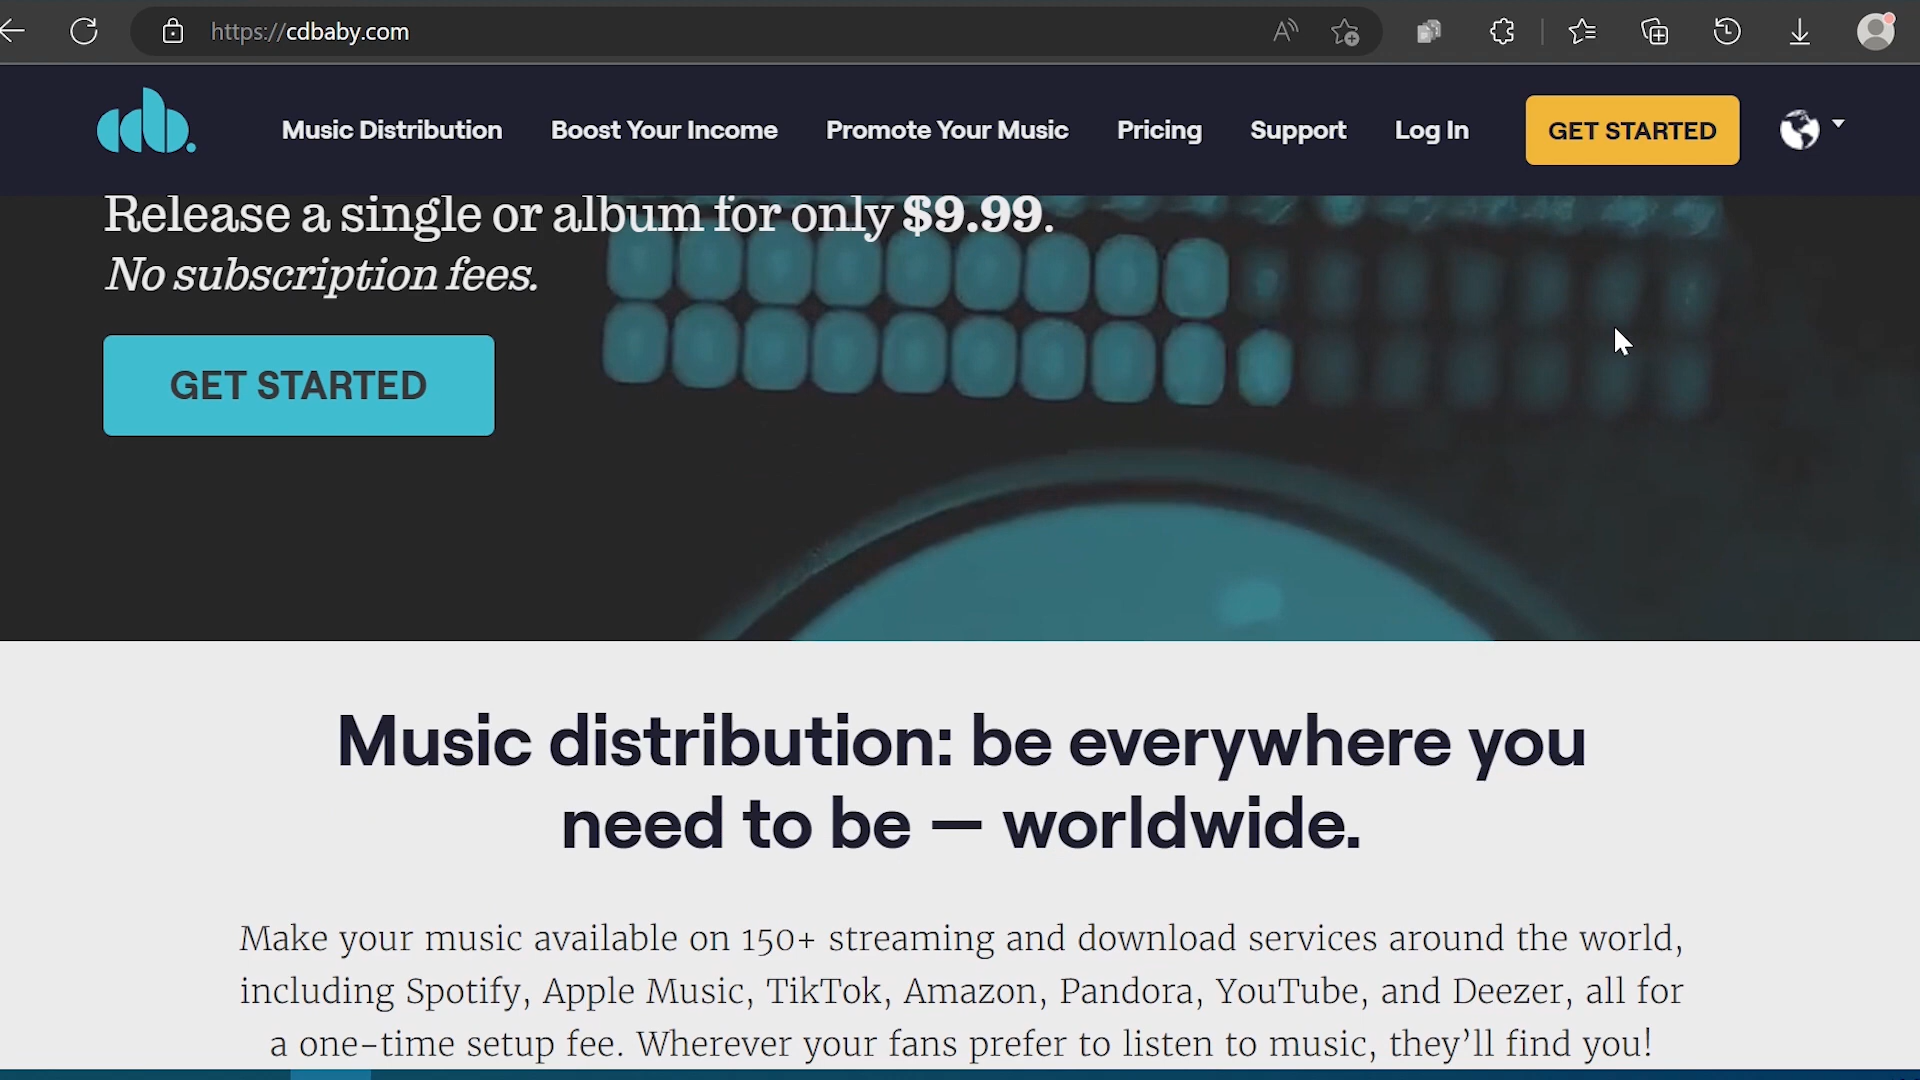 https://cdbaby.com
cdb.
Music Distribution Boost Your Income Promote Your Music Pricing Support Log In GET STARTED
Release a single or album for only $9.99.
No subscription fees.
GET STARTED
Music distribution: be everywhere you
need to be — worldwide.
Make your music available on 150+ streaming and download services around the world,
including Spotify, Apple Music, TikTok, Amazon, Pandora, YouTube, and Deezer, all for
a one-time setup fee. Wherever your fans prefer to listen to music, they’ll find you!